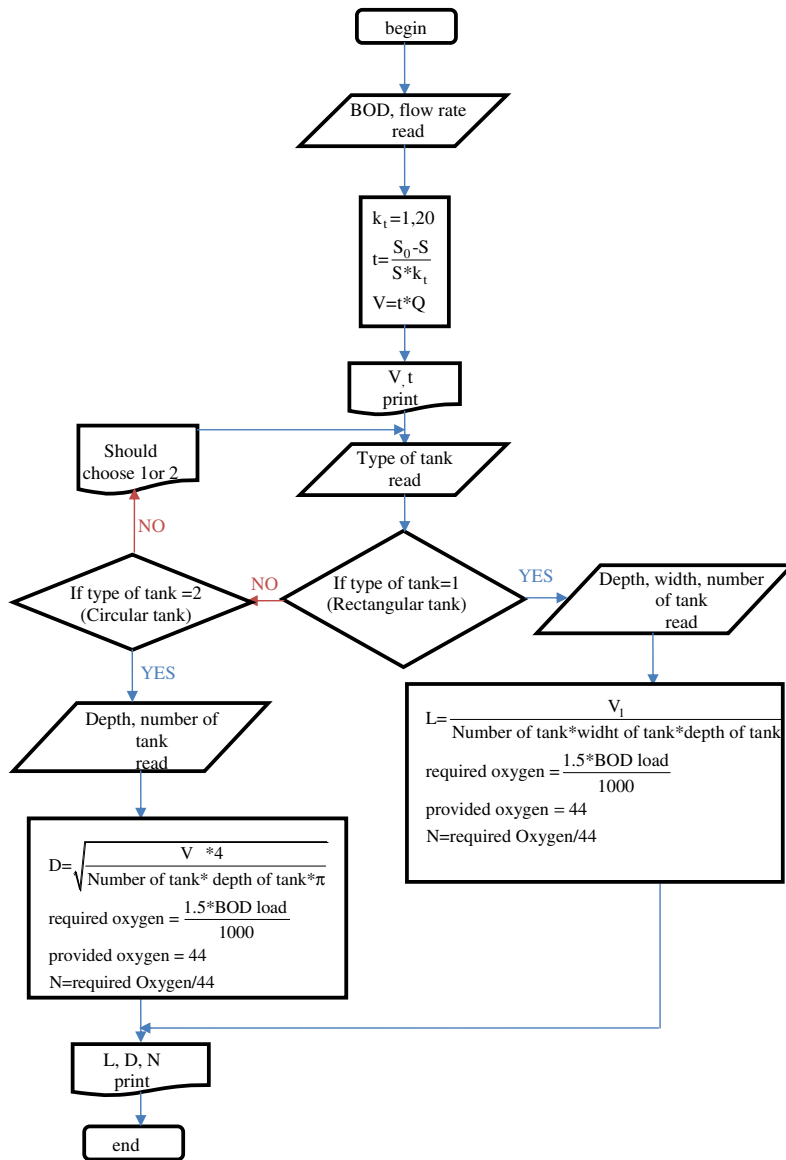 begin
BOD, flow rate
read
kt=1,20
t= S0-S
S*kt
V=t*Q
V, t
print
Should
choose 1or 2
Type of tank
read
NO
If type of tank =2
(Circular tank)
NO
If type of tank=1
(Rectangular tank)
YES
Depth, width, number
of tank
read
YES
Depth, number of
tank
read
L= V1
Number of tank*widht of tank*depth of tank
required oxygen = 1.5*BOD load
1000
provided oxygen = 44
N=required Oxygen/44
D=√ V *4
Number of tank* depth of tank*π
required oxygen = 1.5*BOD load
1000
provided oxygen = 44
N=required Oxygen/44
L, D, N
print
end